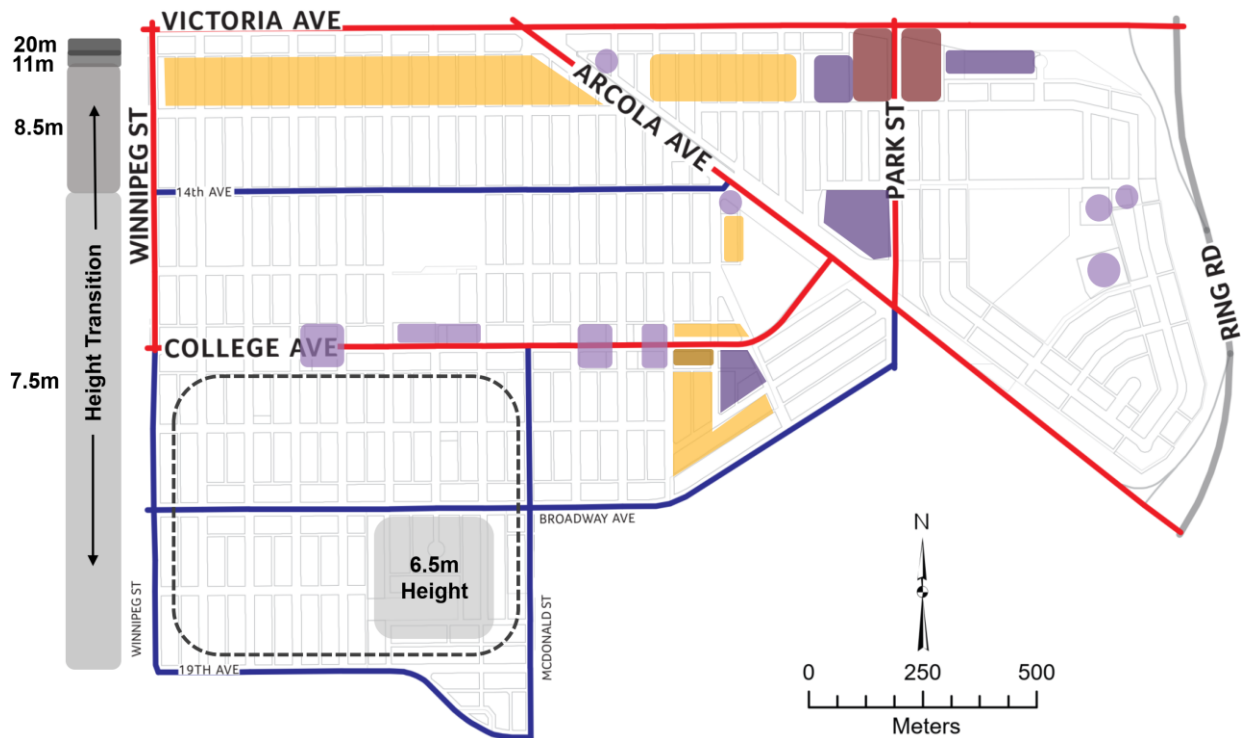 VICTORIA AVE
20m
11m
8.5m
7.5m
Height Transition
WINNIPEG ST
ARCOLA AVE
PARK ST
RING RD
14th AVE
COLLEGE AVE
BROADWAY AVE
6.5m
Height
WINNIPEG ST
MCDONALD ST
19TH AVE
N
0 250 500
Meters